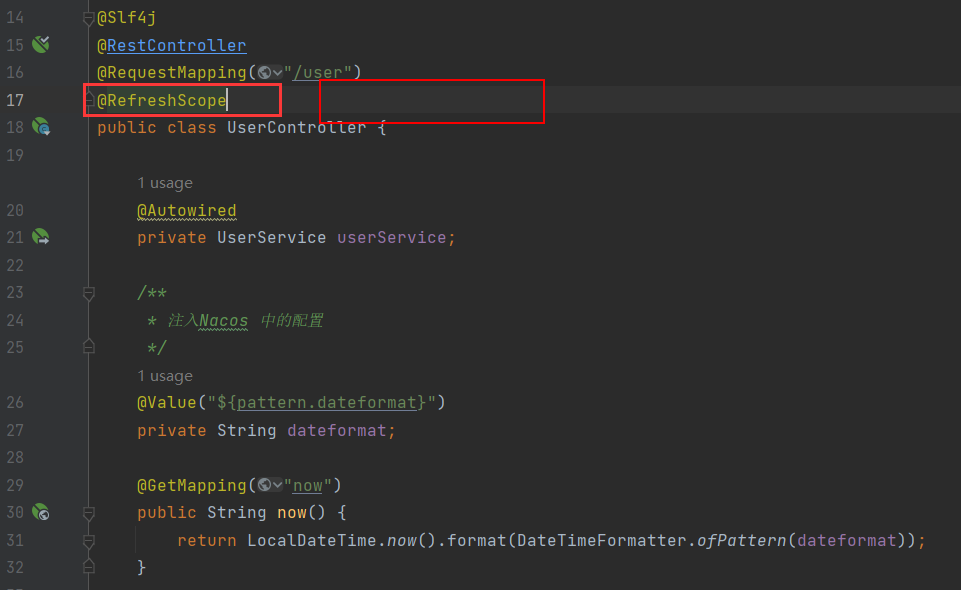 14 @Slf4j
15 @RestController
16 @RequestMapping("/user")
17 @RefreshScope
18 public class UserController {
19
1 usage
20 @Autowired
21 private UserService userService;
22
23 /**
24 * 注入Nacos 中的配置
25 */
1 usage
26 @Value("${pattern.dateformat}")
27 private String dateformat;
28
29 @GetMapping("now")
30 public String now() {
31 return LocalDateTime.now().format(DateTimeFormatter.ofPattern(dateformat));
32 }